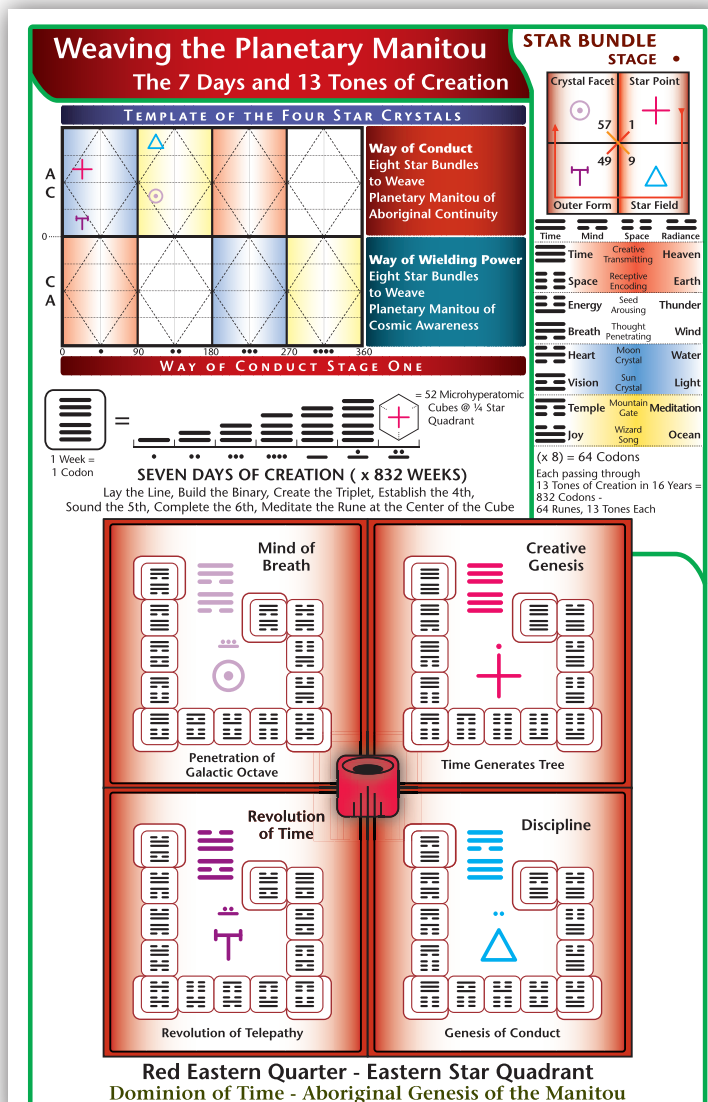 Weaving the Planetary Manitou
The 7 Days and 13 Tones of Creation
STAR BUNDLE
STAGE •
TEMPLATE OF THE FOUR STAR CRYSTALS
A
C
0
C
A
0
90
180
270
360
Way of Conduct
Eight Star Bundles
to Weave
Planetary Manitou of
Aboriginal Continuity
Way of Wielding Power
Eight Star Bundles
to Weave
Planetary Manitou of
Cosmic Awareness
WAY OF CONDUCT STAGE ONE
Crystal Facet
Star Point
57
1
49
9
Outer Form
Star Field
Time
Mind
Space
Radiance
Time
Creative
Transmitting
Heaven
Space
Receptive
Encoding
Earth
Energy
Seed
Arousing
Thunder
Breath
Thought
Penetrating
Wind
Heart
Moon
Crystal
Water
Vision
Sun
Crystal
Light
Temple
Mountain
Gate
Meditation
Joy
Wizard
Song
Ocean
(x 8) = 64 Codons
Each passing through
13 Tones of Creation in 16 Years =
832 Codons -
64 Runes, 13 Tones Each
1 Week =
1 Codon
=
= 52 Microhyperatomic
Cubes @ ¼ Star
Quadrant
SEVEN DAYS OF CREATION ( x 832 WEEKS)
Lay the Line, Build the Binary, Create the Triplet, Establish the 4th,
Sound the 5th, Complete the 6th, Meditate the Rune at the Center of the Cube
Mind of
Breath
Penetration of
Galactic Octave
Creative
Genesis
Time Generates Tree
Revolution
of Time
Revolution of Telepathy
Discipline
Genesis of Conduct
Red Eastern Quarter - Eastern Star Quadrant
Dominion of Time - Aboriginal Genesis of the Manitou